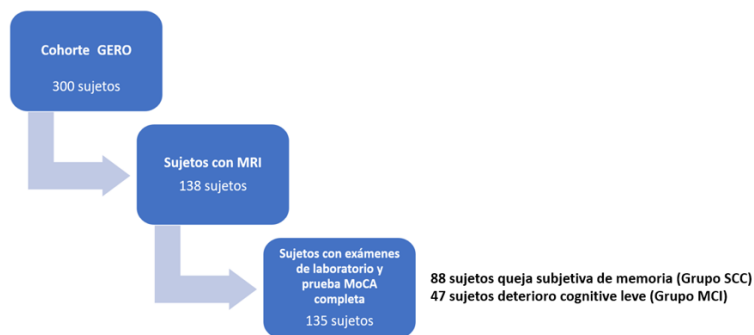 Cohorte GERO
300 sujetos
Sujetos con MRI
138 sujetos
Sujetos con exámenes
de laboratorio y
prueba MoCA
completa
135 sujetos
88 sujetos queja subjetiva de memoria (Grupo SCC)
47 sujetos deterioro cognitive leve (Grupo MCI)